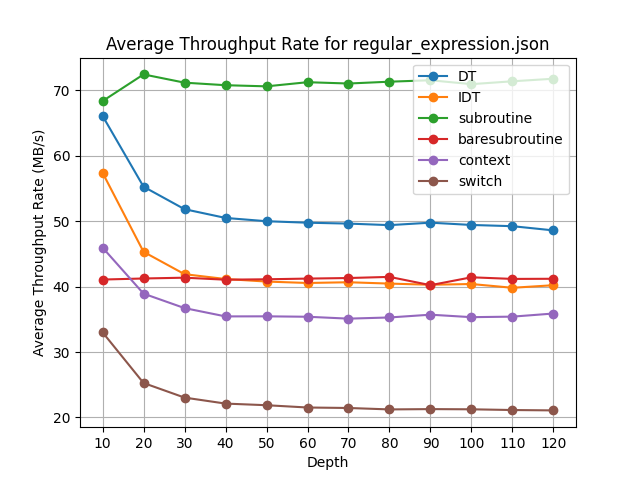 Average Throughput Rate for regular_expression.json
DT
IDT
subroutine
baresubroutine
context
switch
Average Throughput Rate (MB/s)
70
60
50
40
30
20
10 20 30 40 50 60 70 80 90 100 110 120
Depth